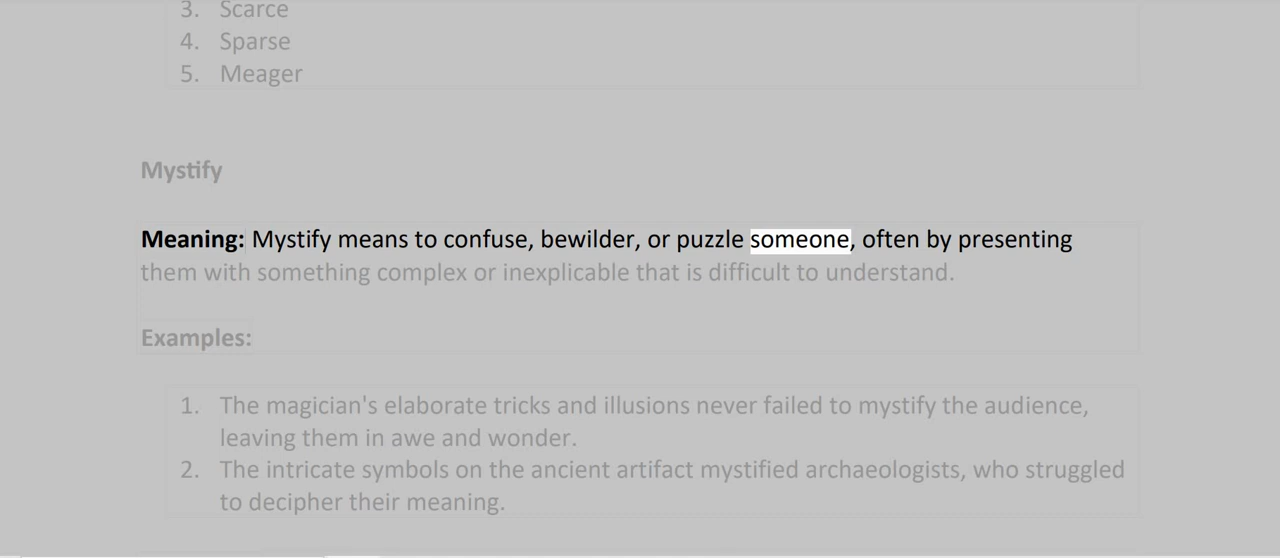 3. Scarce
4. Sparse
5. Meager
Mystify
Meaning: Mystify means to confuse, bewilder, or puzzle someone, often by presenting
them with something complex or inexplicable that is difficult to understand.
Examples:
1. The magician's elaborate tricks and illusions never failed to mystify the audience,
leaving them in awe and wonder.
2. The intricate symbols on the ancient artifact mystified archaeologists, who struggled
to decipher their meaning.